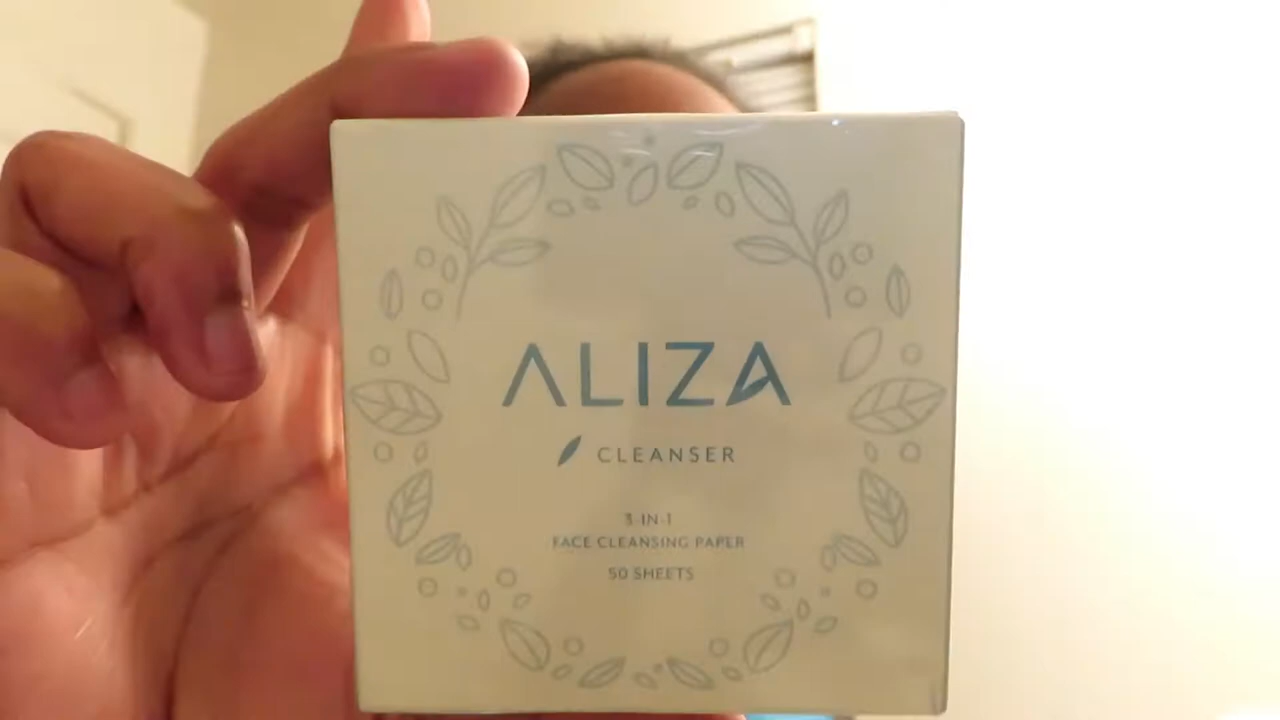 ALIZA
CLEANSER
3-IN-1
FACE CLEANSING PAPER
50 SHEETS